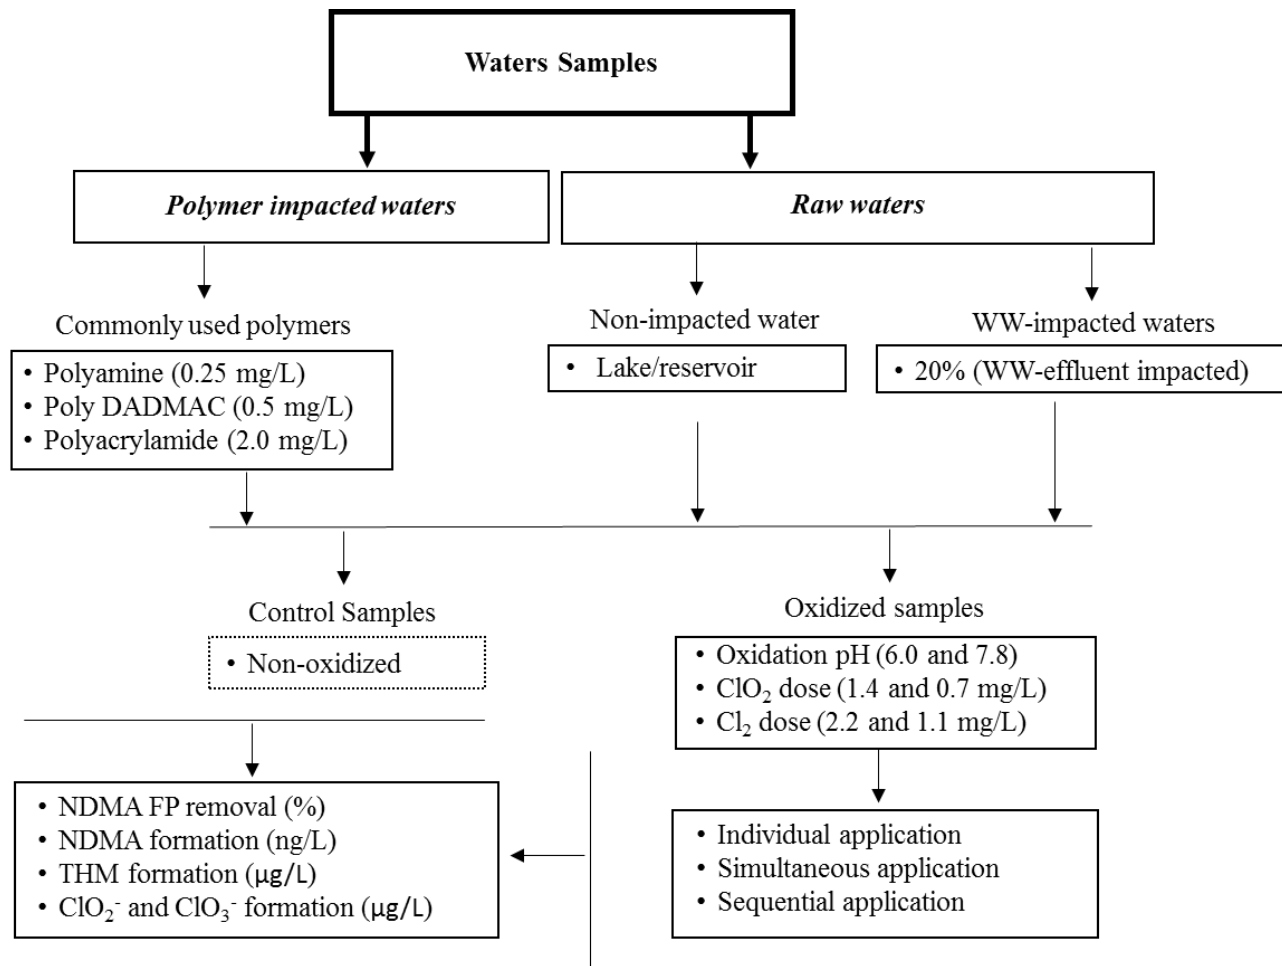 Waters Samples
Polymer impacted waters
Raw waters
Commonly used polymers
• Polyamine (0.25 mg/L)
• Poly DADMAC (0.5 mg/L)
• Polyacrylamide (2.0 mg/L)
Non-impacted water
• Lake/reservoir
WW-impacted waters
• 20% (WW-effluent impacted)
Control Samples
• Non-oxidized
Oxidized samples
• Oxidation pH (6.0 and 7.8)
• ClO₂ dose (1.4 and 0.7 mg/L)
• Cl₂ dose (2.2 and 1.1 mg/L)
• NDMA FP removal (%)
• NDMA formation (ng/L)
• THM formation (µg/L)
• ClO₂⁻ and ClO₃⁻ formation (µg/L)
• Individual application
• Simultaneous application
• Sequential application